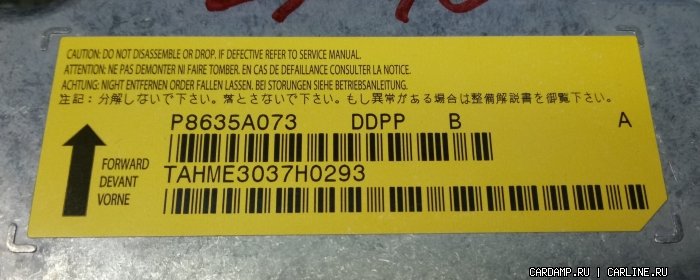 CAUTION: DO NOT DISASSEMBLE OR DROP. IF DEFECTIVE REFER TO SERVICE MANUAL.
ATTENTION: NE PAS DEMONTER NI FAIRE TOMBER. EN CAS DE DEFAILLANCE CONSULTER LA NOTICE.
ACHTUNG: NIGHT ENTFERNEN ORDER FALLEN LASSEN. BEI STORUNGEN SIEHE BETRIEBSANLEITUNG.
注記: 分解しないで下さい。落とさないで下さい。もし異常がある場合は整備解説書を御覧下さい。
P8635A073 DDPP B A
FORWARD
DEVANT
VORNE
TAHME3037H0293
CARDAMP.RU | CARLINE.RU